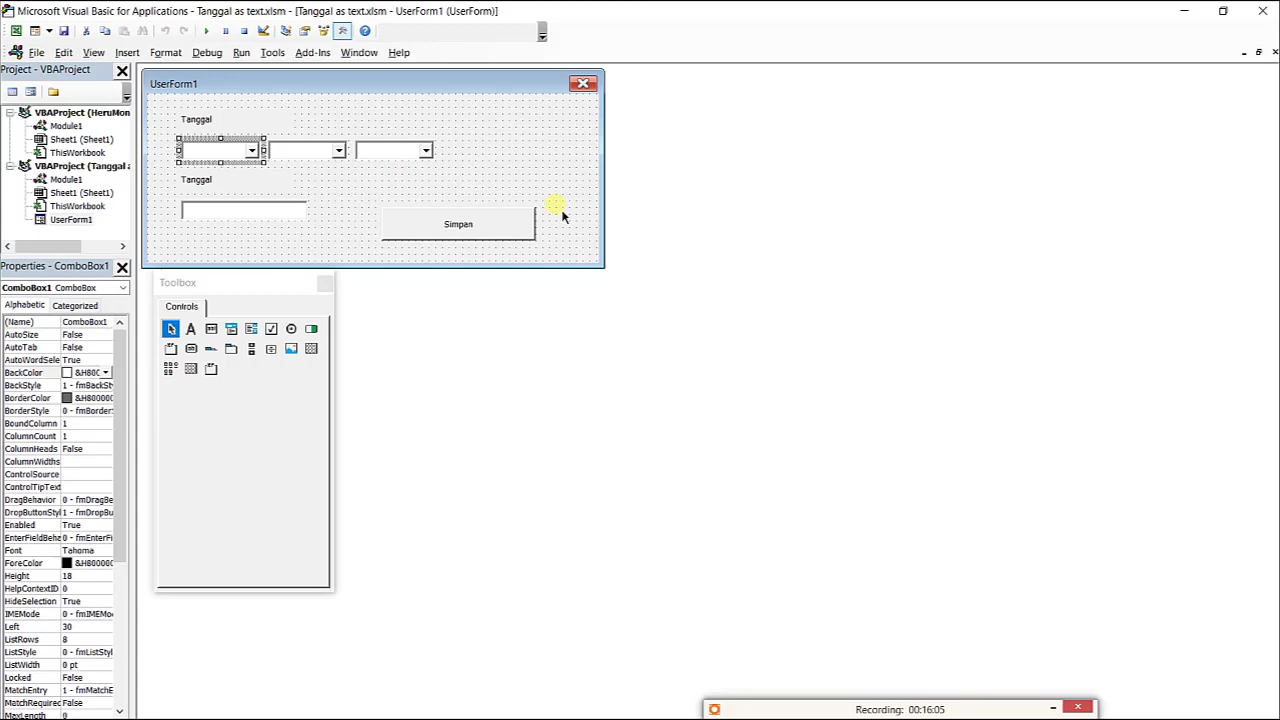 Microsoft Visual Basic for Applications - Tanggal as text.xlsm - [Tanggal as text.xlsm - UserForm1 (UserForm)]
File Edit View Insert Format Debug Run Tools Add-Ins Window Help
Project - VBAProject
VBAProject (HeruMon
Module1
Sheet1 (Sheet1)
ThisWorkbook
VBAProject (Tanggal a
Module1
Sheet1 (Sheet1)
ThisWorkbook
UserForm1
UserForm1
Tanggal
Tanggal
Simpan
Toolbox
Controls
Properties - ComboBox1
ComboBox1 ComboBox
Alphabetic Categorized
(Name) ComboBox1
AutoSize False
AutoTab False
AutoWordSele True
BackColor &H80C
BackStyle 1 - fmBackSt
BorderColor &H800000
BorderStyle 0 - fmBorder
BoundColumn 1
ColumnCount 1
ColumnHeads False
ColumnWidths
ControlSource
ControlTipText
DragBehavior 0 - fmDragBe
DropButtonStyl 1 - fmDropBu
Enabled True
EnterFieldBeha 0 - fmEnterFi
Font Tahoma
ForeColor &H800000
Height 18
HelpContextID 0
HideSelection True
IMEMode 0 - fmIMEMo
Left 30
ListRows 8
ListStyle 0 - fmListStyl
ListWidth 0 pt
Locked False
MatchEntry 1 - fmMatchE
MatchRequired False
MaxLength 0
Recording: 00:16:05